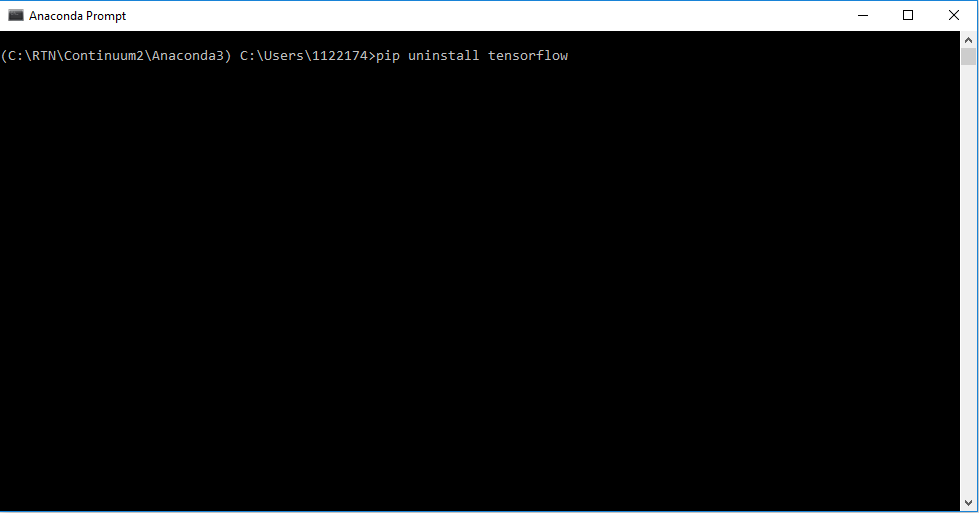 Anaconda Prompt
(C:\RTN\Continuum2\Anaconda3) C:\Users\1122174>pip uninstall tensorflow